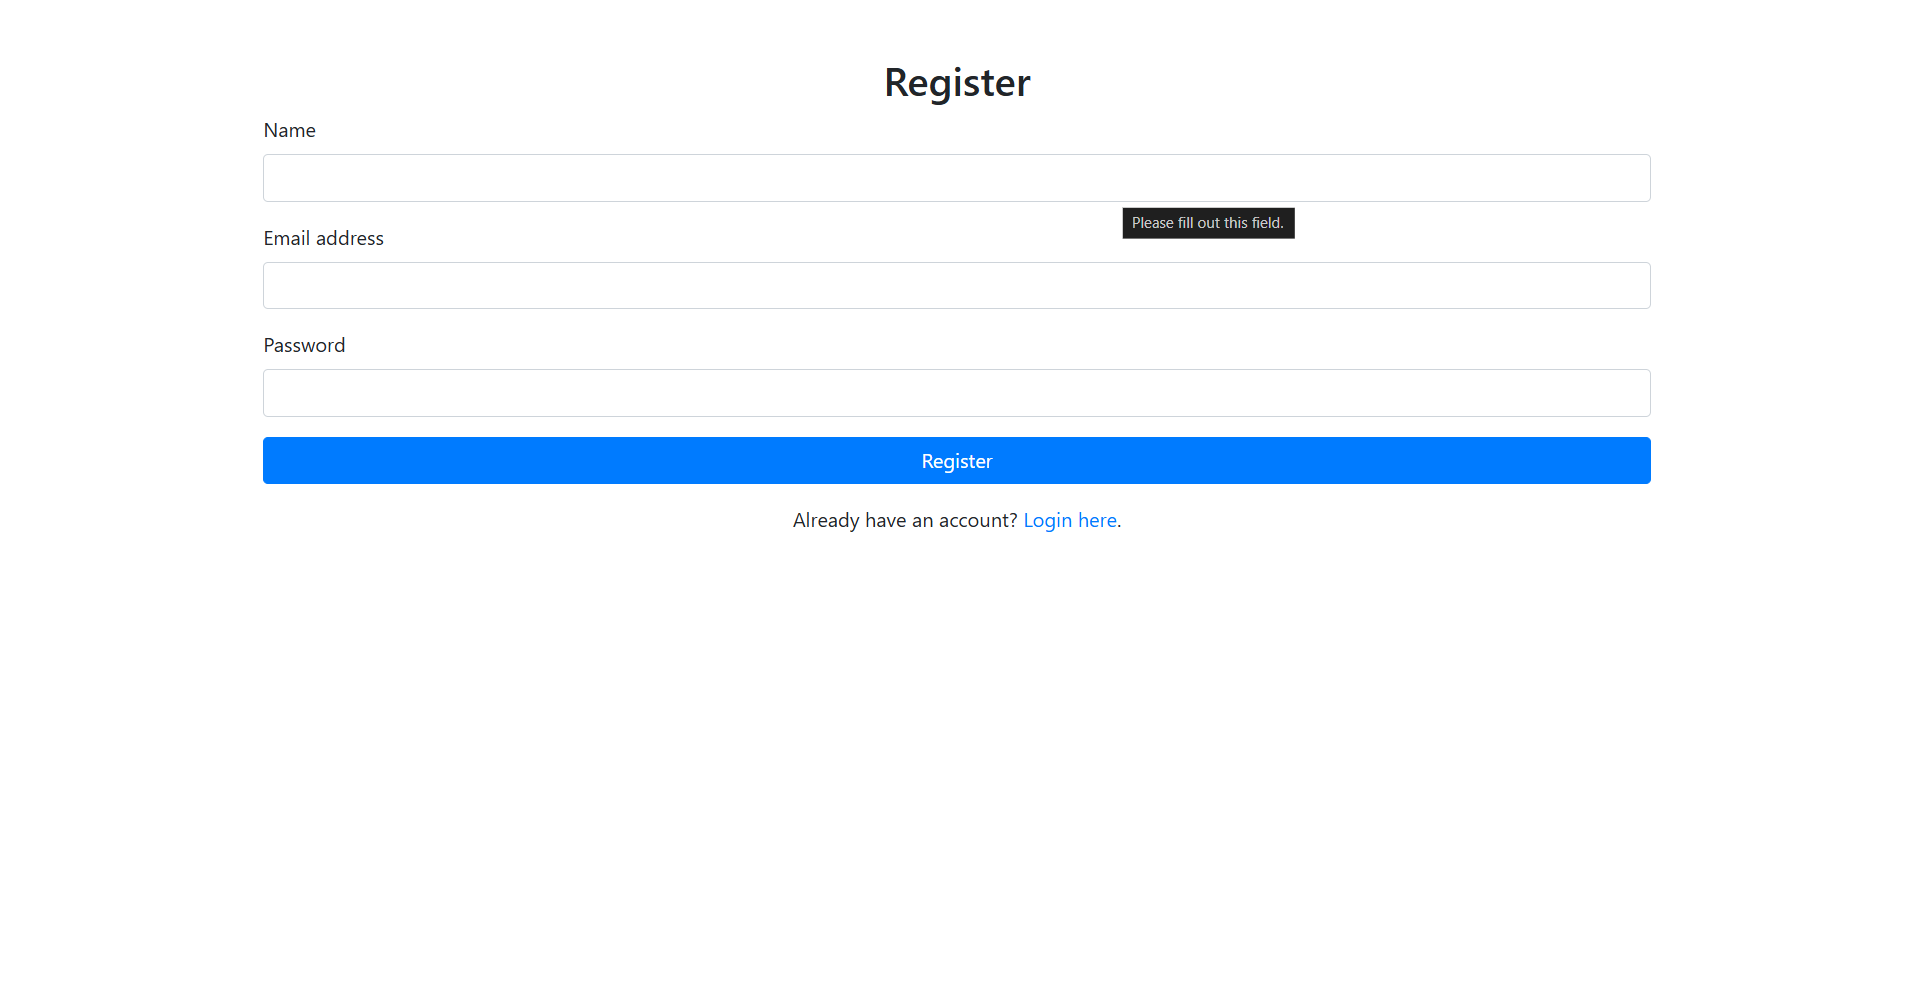 Register
Name
Please fill out this field.
Email address
Password
Register
Already have an account? Login here.